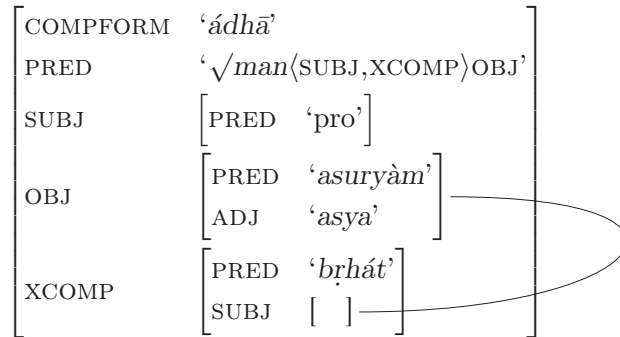 COMPFORM ‘ádhā’
PRED ‘√man⟨SUBJ,XCOMP⟩OBJ’
SUBJ [PRED ‘pro’]
OBJ [PRED ‘asuryàm’
ADJ ‘asya’]
XCOMP [PRED ‘bṛhát’
SUBJ [ ]]